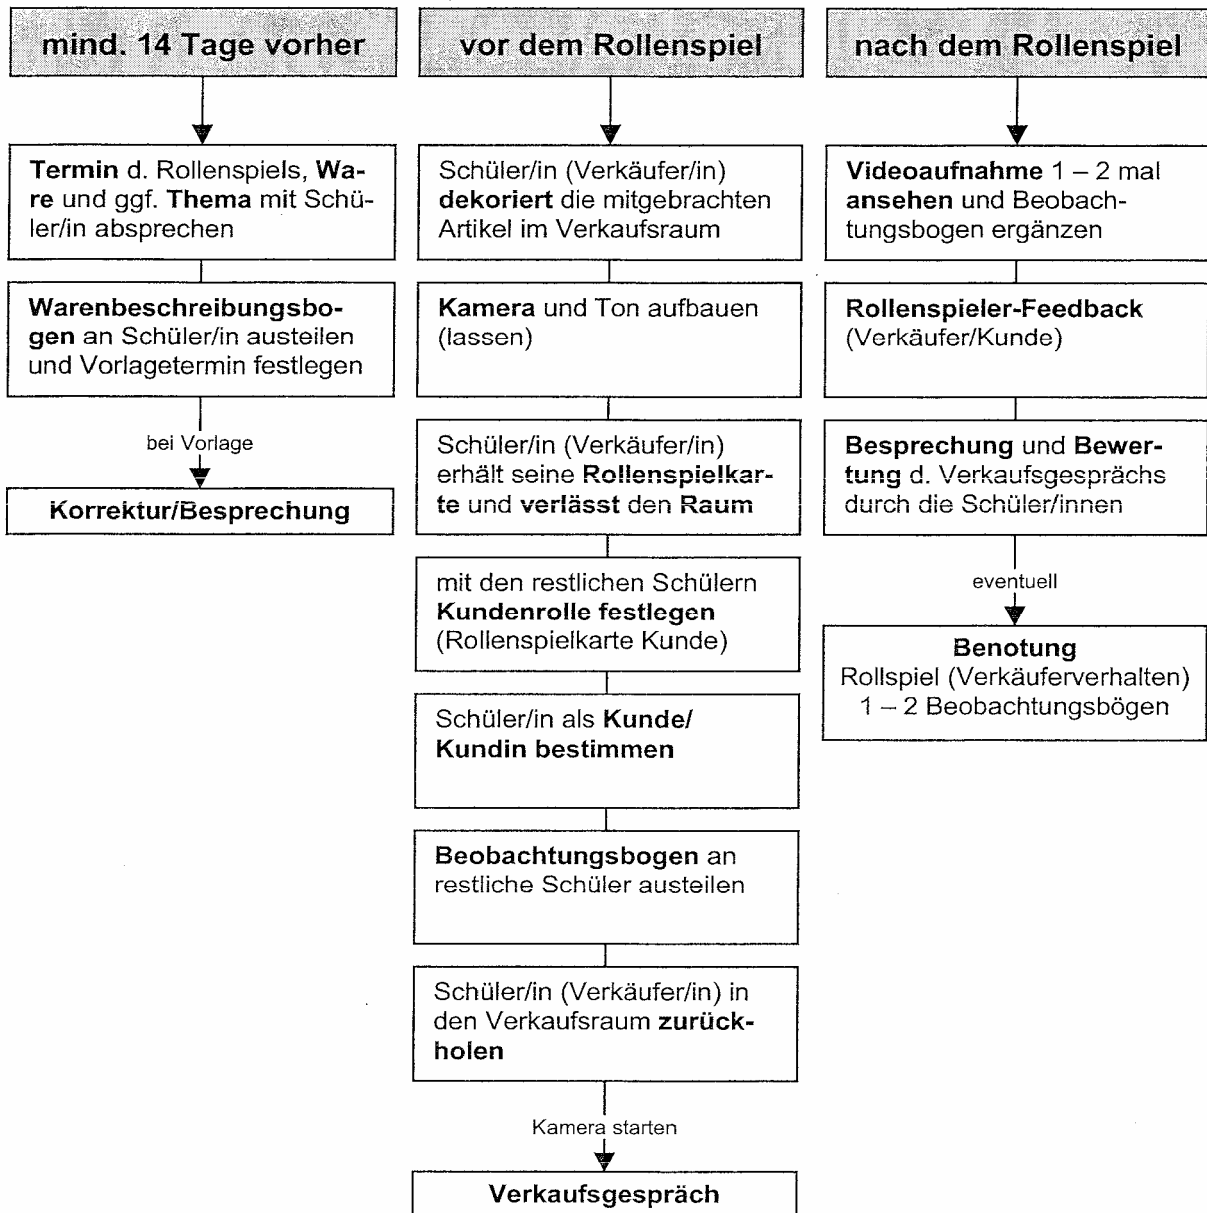 mind. 14 Tage vorher
Termin d. Rollenspiels, Wa-
re und ggf. Thema mit Schü-
ler/in absprechen
Warenbeschreibungsbo-
gen an Schüler/in austeilen
und Vorlagetermin festlegen
bei Vorlage
Korrektur/Besprechung
vor dem Rollenspiel
Schüler/in (Verkäufer/in)
dekoriert die mitgebrachten
Artikel im Verkaufsraum
Kamera und Ton aufbauen
(lassen)
Schüler/in (Verkäufer/in)
erhält seine Rollenspielkar-
te und verlässt den Raum
mit den restlichen Schülern
Kundenrolle festlegen
(Rollenspielkarte Kunde)
Schüler/in als Kunde/
Kundin bestimmen
Beobachtungsbogen an
restliche Schüler austeilen
Schüler/in (Verkäufer/in) in
den Verkaufsraum zurück-
holen
Kamera starten
Verkaufsgespräch
nach dem Rollenspiel
Videoaufnahme 1 – 2 mal
ansehen und Beobach-
tungsbogen ergänzen
Rollenspieler-Feedback
(Verkäufer/Kunde)
Besprechung und Bewer-
tung d. Verkaufsgesprächs
durch die Schüler/innen
eventuell
Benotung
Rollspiel (Verkäuferverhalten)
1 – 2 Beobachtungsbögen